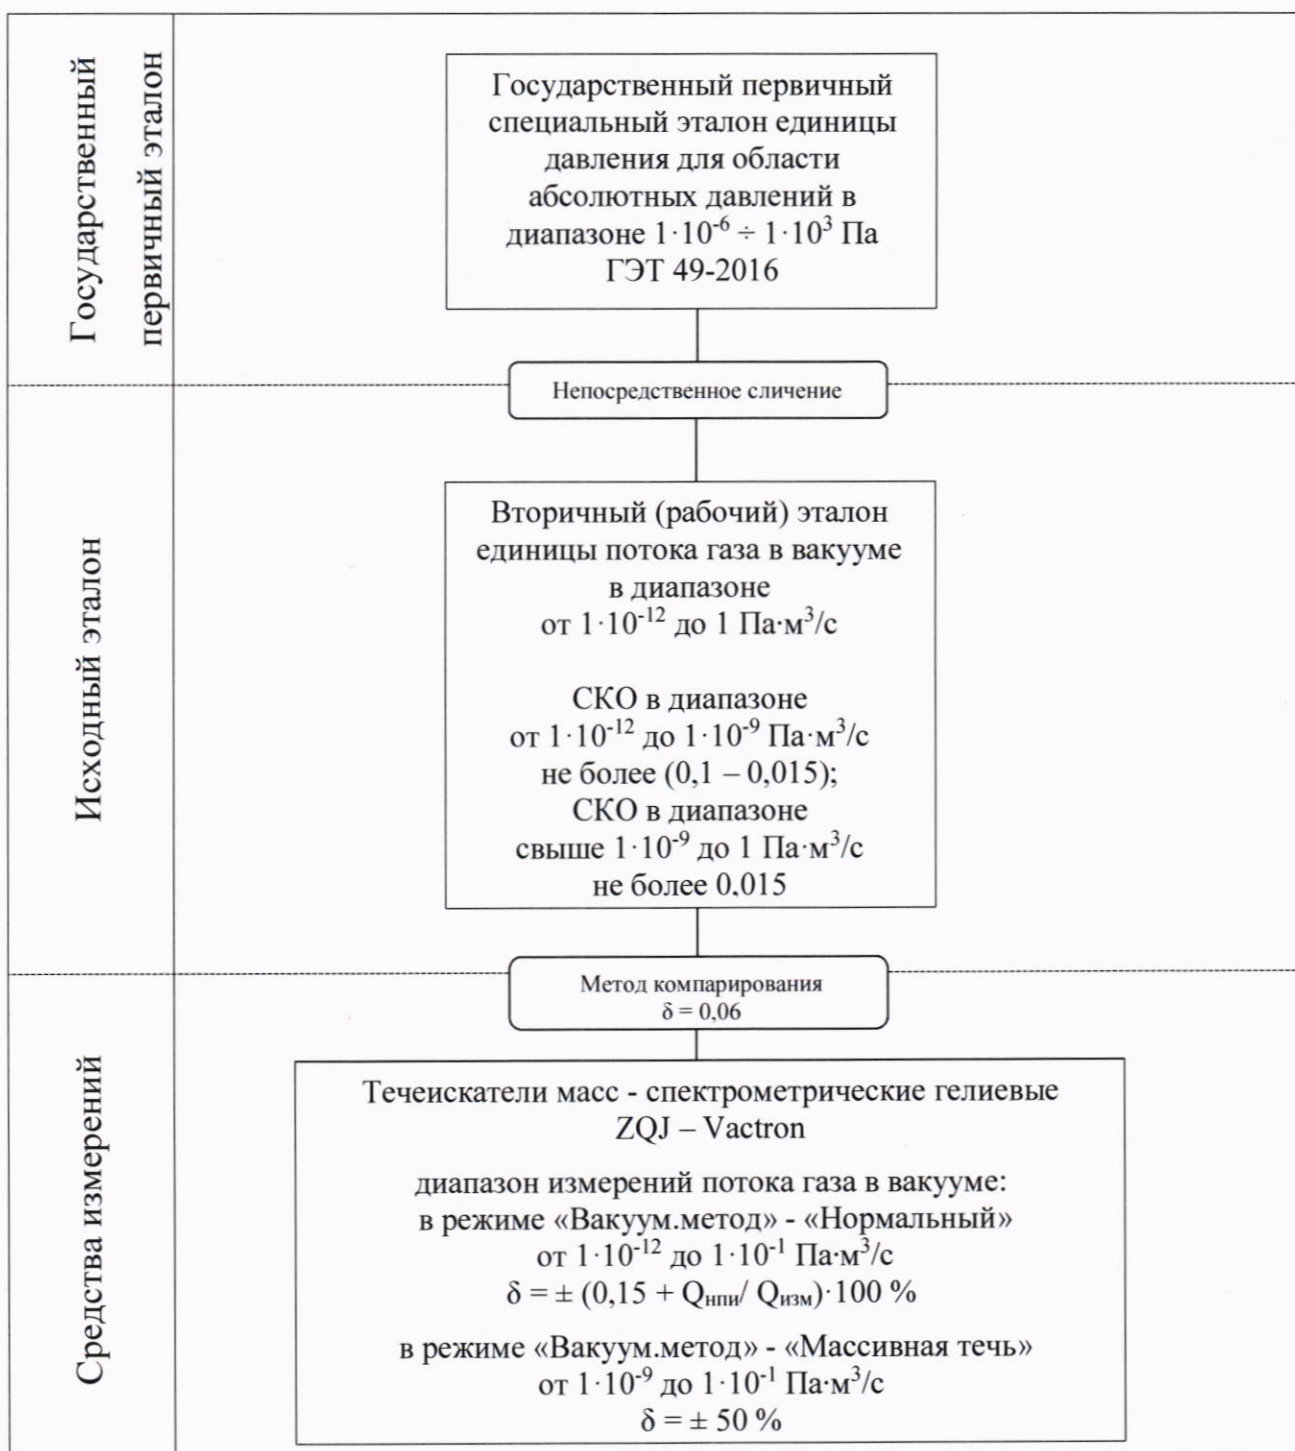 Государственный
первичный эталон
Государственный первичный
специальный эталон единицы
давления для области
абсолютных давлений в
диапазоне 1·10⁻⁶ ÷ 1·10³ Па
ГЭТ 49-2016
Непосредственное сличение
Исходный эталон
Вторичный (рабочий) эталон
единицы потока газа в вакууме
в диапазоне
от 1·10⁻¹² до 1 Па·м³/с
СКО в диапазоне
от 1·10⁻¹² до 1·10⁻⁹ Па·м³/с
не более (0,1 – 0,015);
СКО в диапазоне
свыше 1·10⁻⁹ до 1 Па·м³/с
не более 0,015
Метод компарирования
δ = 0,06
Средства измерений
Течеискатели масс - спектрометрические гелиевые
ZQJ – Vactron
диапазон измерений потока газа в вакууме:
в режиме «Вакуум.метод» - «Нормальный»
от 1·10⁻¹² до 1·10⁻¹ Па·м³/с
δ = ± (0,15 + Qнпи/ Qизм)·100 %
в режиме «Вакуум.метод» - «Массивная течь»
от 1·10⁻⁹ до 1·10⁻¹ Па·м³/с
δ = ± 50 %